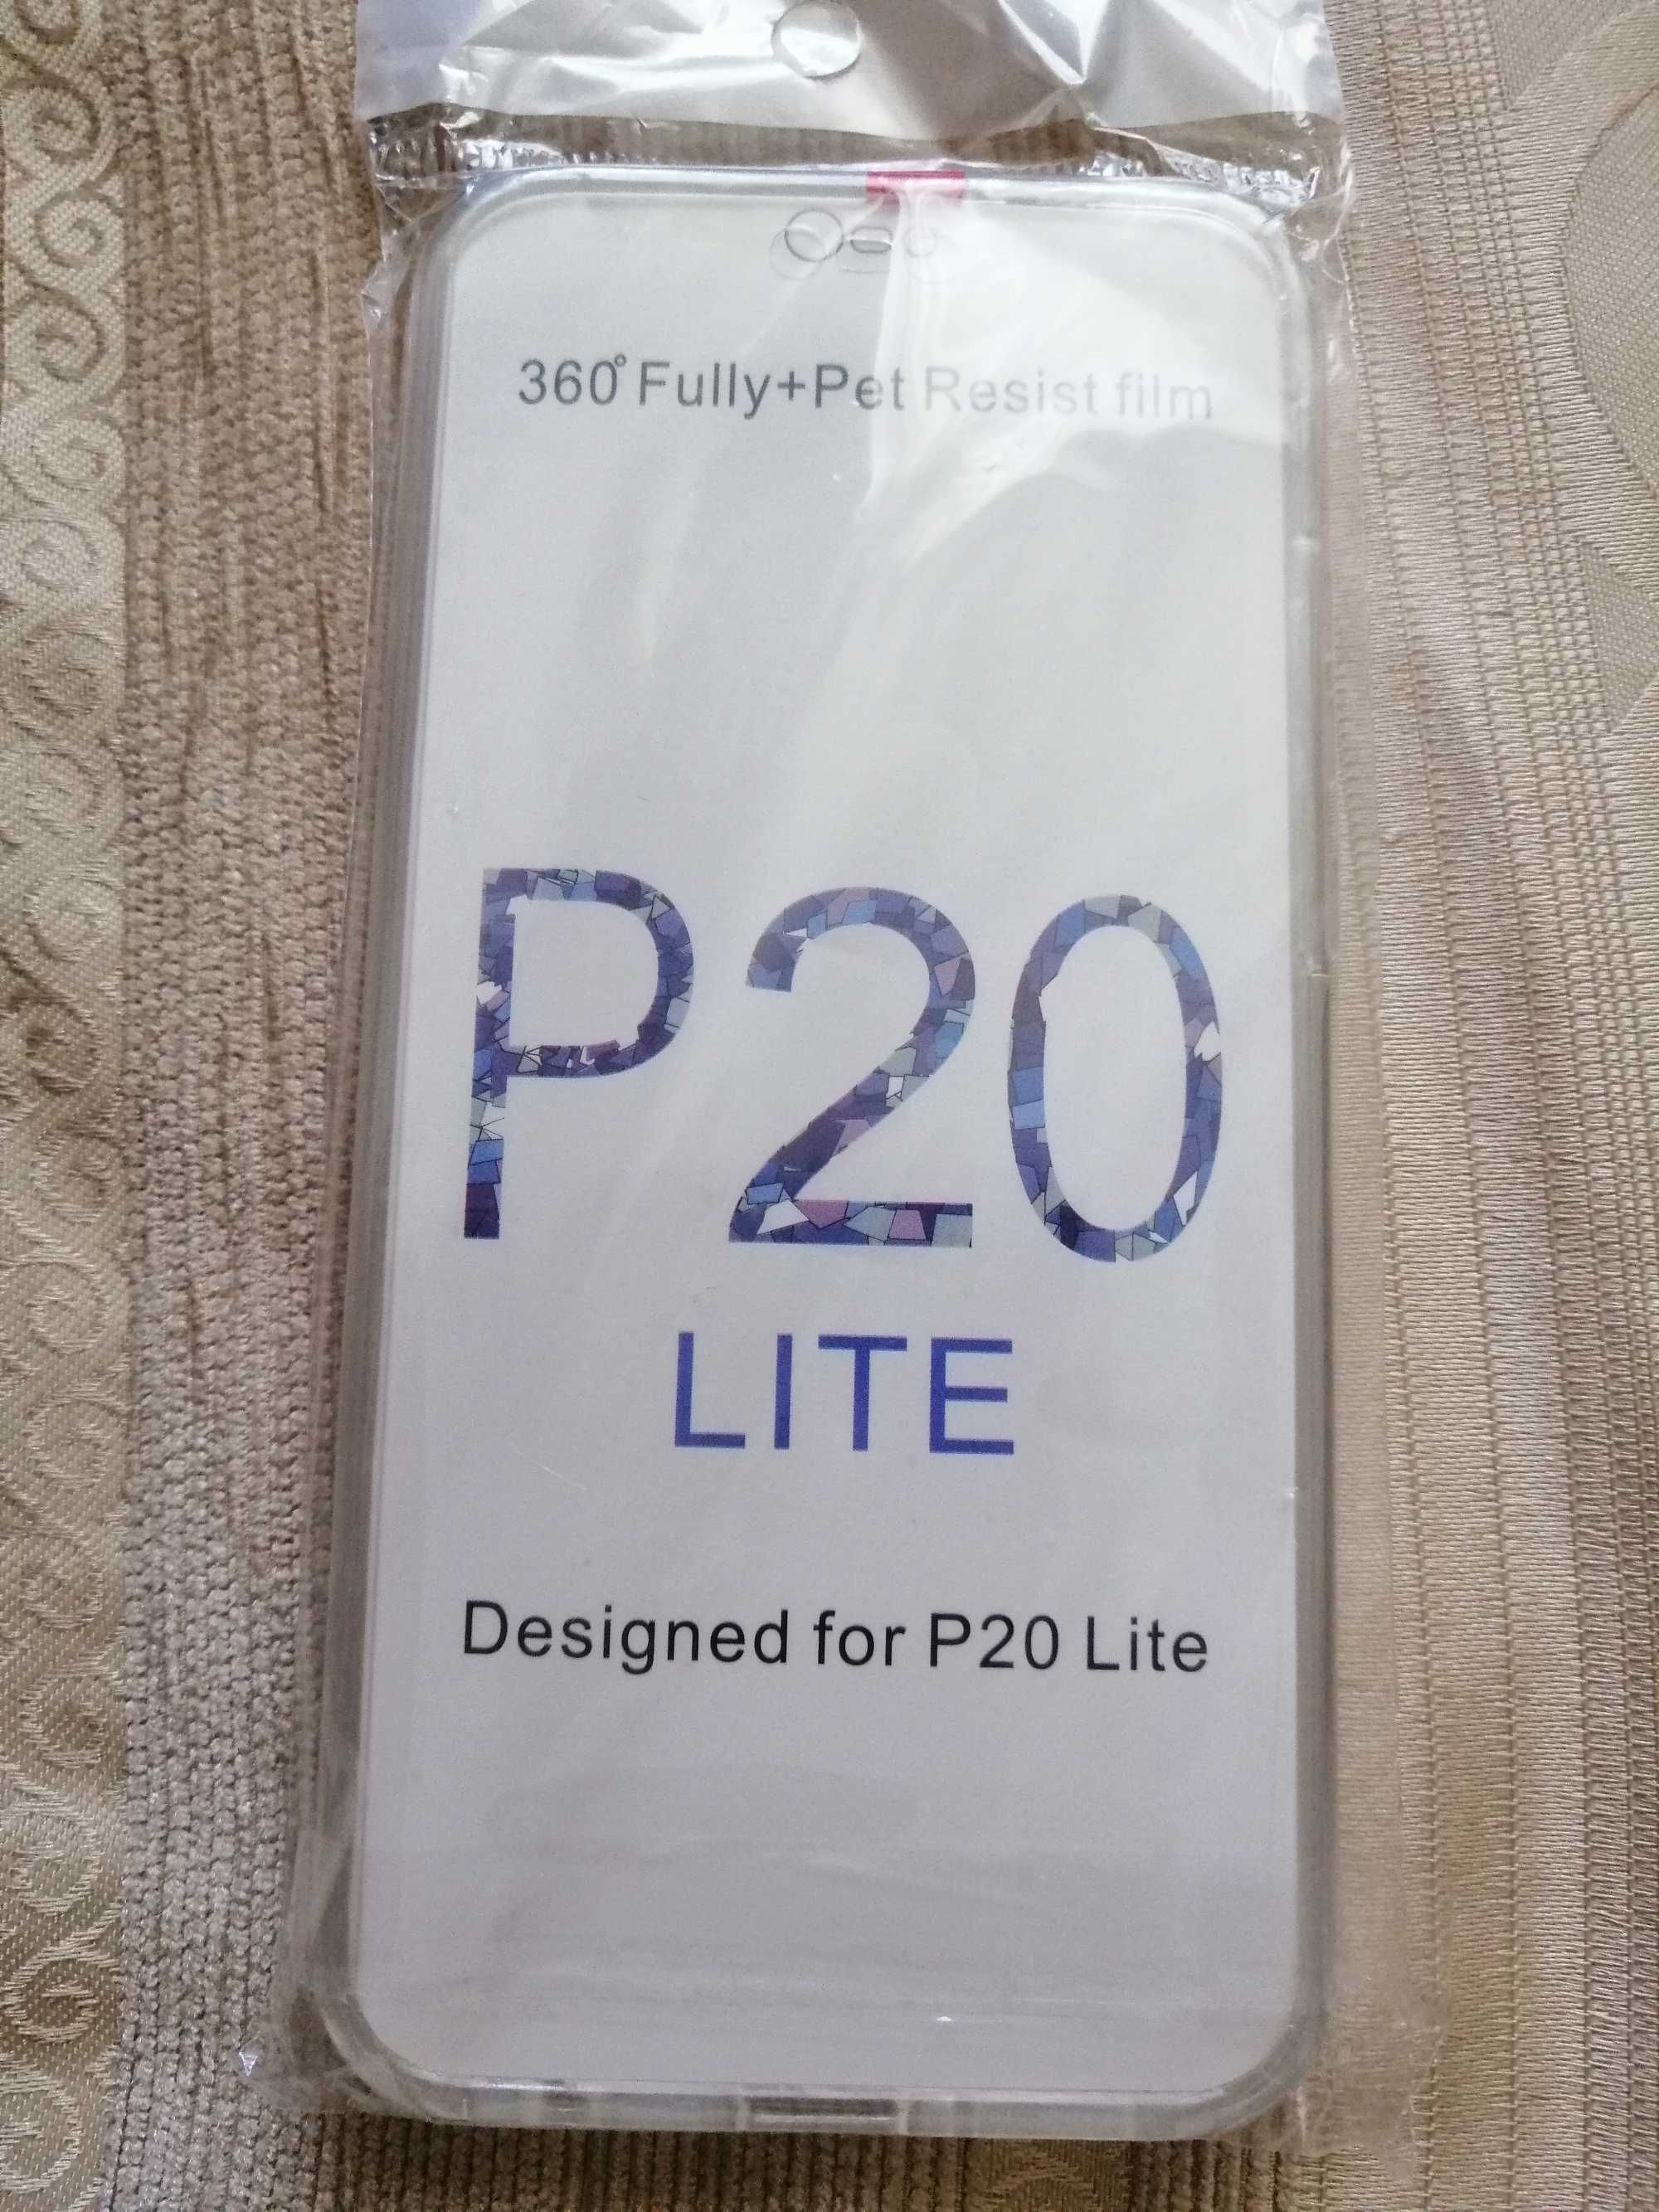 360° Fully+Pet Resist film
P20
LITE
Designed for P20 Lite